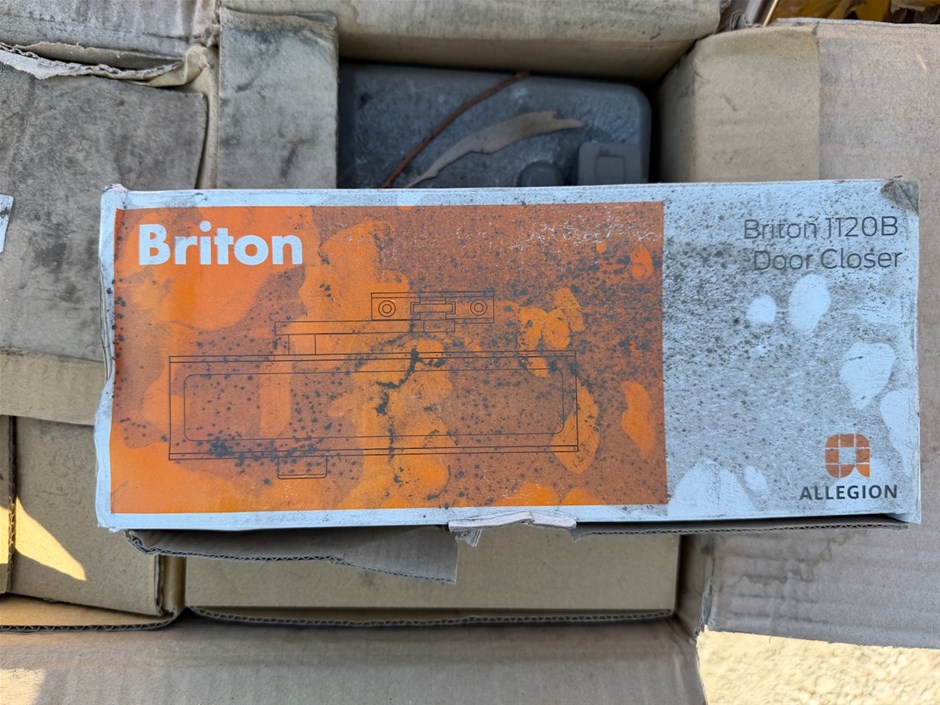 Briton
Briton 1120B
Door Closer
ALLEGION